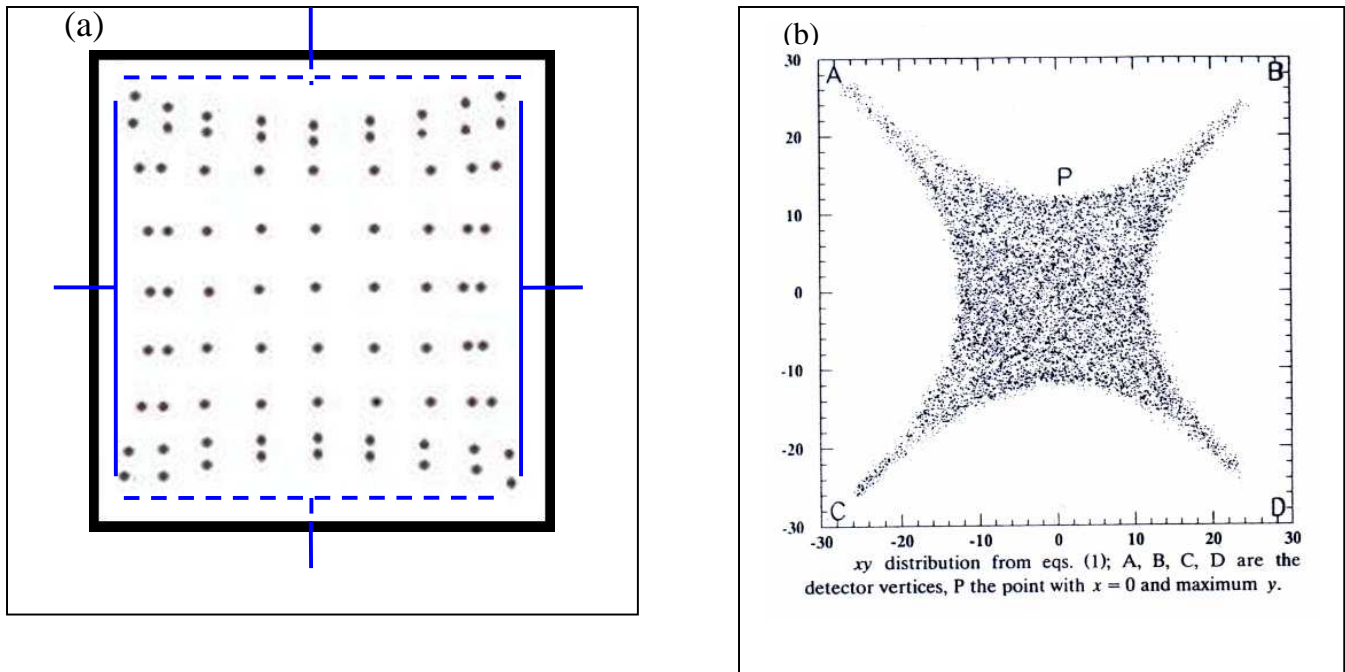 (a)
(b)
30
20
10
0
-10
-20
-30
A
B
P
C
D
-30
-20
-10
0
10
20
30
xy distribution from eqs. (1); A, B, C, D are the
detector vertices, P the point with x = 0 and maximum y.